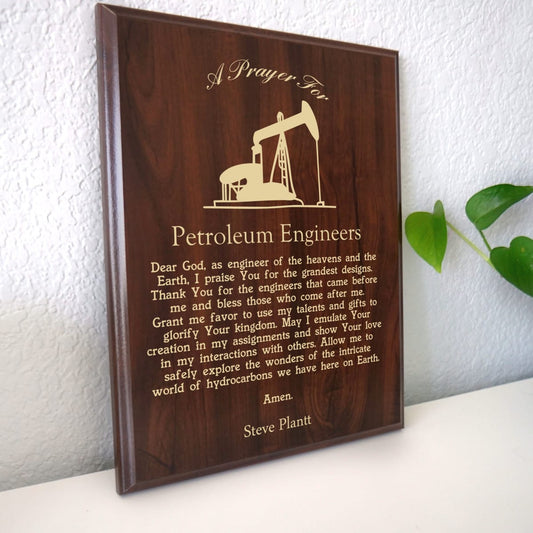 A Prayer For
Petroleum Engineers
Dear God, as engineer of the heavens and the
Earth, I praise You for the grandest designs.
Thank You for the engineers that came before
me and bless those who come after me.
Grant me favor to use my talents and gifts to
glorify Your kingdom. May I emulate Your
creation in my assignments and show Your love
in my interactions with others. Allow me to
safely explore the wonders of the intricate
world of hydrocarbons we have here on Earth.
Amen.
Steve Plantt